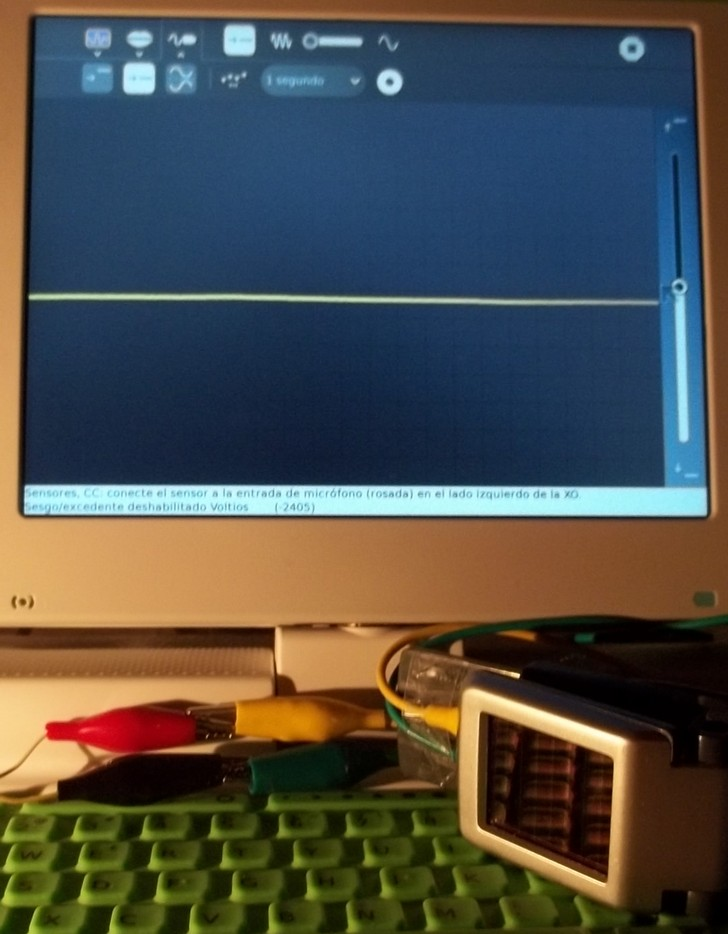 1 segundo
Sensores, CC: conecte el sensor a la entrada de micrófono (rosada) en el lado izquierdo de la XO.
Sesgo/excedente deshabilitado Voltios (-2405)
W
S D F G H J K
X C V B N M